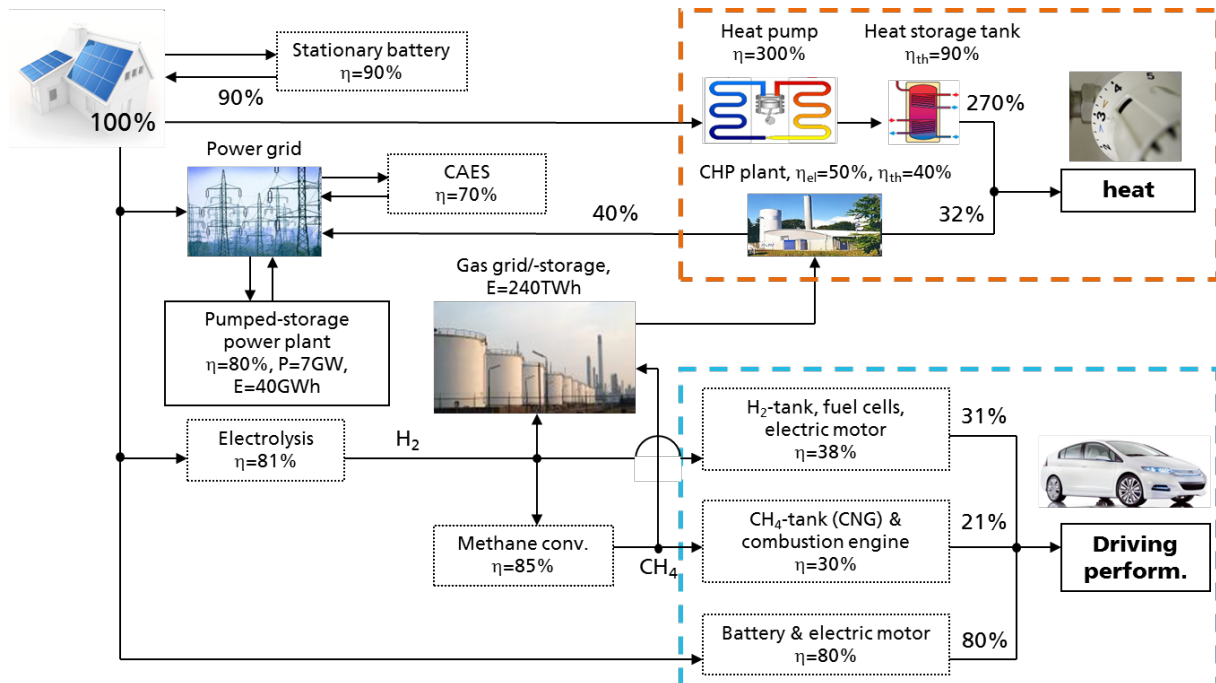 Stationary battery
η=90%
90%
100%
Heat pump
η=300%
Heat storage tank
ηth=90%
270%
Power grid
CAES
η=70%
CHP plant, ηel=50%, ηth=40%
40%
32%
heat
Gas grid/-storage,
E=240TWh
Pumped-storage
power plant
η=80%, P=7GW,
E=40GWh
Electrolysis
η=81%
H₂
H₂-tank, fuel cells,
electric motor
η=38%
31%
Methane conv.
η=85%
CH₄
CH₄-tank (CNG) &
combustion engine
η=30%
21%
Driving
perform.
Battery & electric motor
η=80%
80%